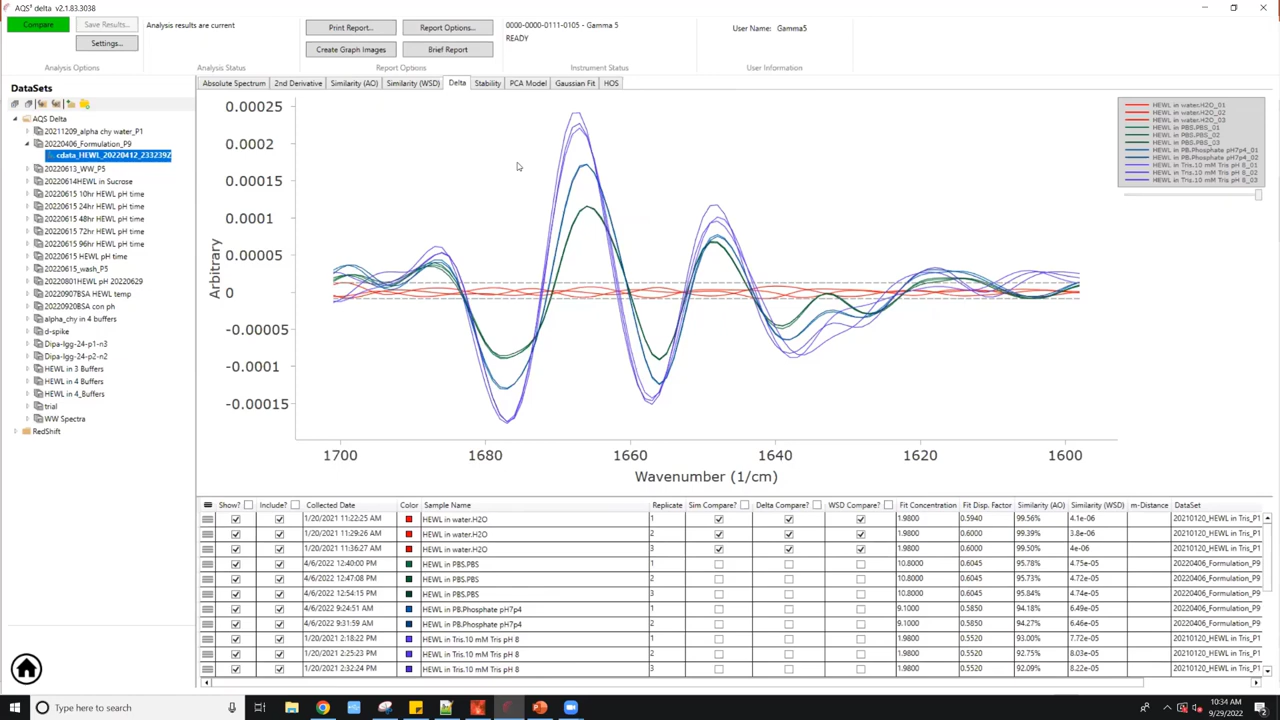 AQS³ delta v2.1.83.3038
Compare
Save Results...
Settings...
Analysis Options
Analysis results are current
Analysis Status
Print Report...
Report Options...
Create Graph Images
Brief Report
Report Options
0000-0000-0111-0105 - Gamma 5
READY
Instrument Status
User Name: Gamma5
User Information
DataSets
AQS Delta
20211209_alpha chy water_P1
20220406_Formulation_P9
cdata_HEWL_20220412_2332392
20220613_WW_P5
20220614HEWL in Sucrose
20220615 10hr HEWL pH time
20220615 24hr HEWL pH time
20220615 48hr HEWL pH time
20220615 72hr HEWL pH time
20220615 96hr HEWL pH time
20220615 HEWL pH time
20220615_wash_P5
20220801HEWL pH 20220629
20220907BSA HEWL temp
20220920BSA con ph
alpha_chy in 4 buffers
d-spike
Dipa-Igg-24-p1-n3
Dipa-Igg-24-p2-n2
HEWL in 3 Buffers
HEWL in 4 Buffers
HEWL in 4_Buffers
trial
WW Spectra
RedShift
Absolute Spectrum 2nd Derivative Similarity (AO) Similarity (WSD) Delta Stability PCA Model Gaussian Fit HOS
0.00025
0.0002
0.00015
0.0001
0.00005
0
-0.00005
-0.0001
-0.00015
Arbitrary
1700 1680 1660 1640 1620 1600
Wavenumber (1/cm)
HEWL in water.H2O_01
HEWL in water.H2O_02
HEWL in water.H2O_03
HEWL in PBS.PBS_01
HEWL in PBS.PBS_02
HEWL in PBS.PBS_03
HEWL in PB.Phosphate pH7p4_01
HEWL in PB.Phosphate pH7p4_02
HEWL in Tris.10 mM Tris pH 8_01
HEWL in Tris.10 mM Tris pH 8_02
HEWL in Tris.10 mM Tris pH 8_03
Show? Include? Collected Date Color Sample Name Replicate Sim Compare? Delta Compare? WSD Compare? Fit Concentration Fit Disp. Factor Similarity (AO) Similarity (WSD) m-Distance DataSet
1/20/2021 11:22:25 AM HEWL in water.H2O 1 1.9800 0.5940 99.56% 4.1e-06 20210120_HEWL in Tris_P1
1/20/2021 11:29:26 AM HEWL in water.H2O 2 1.9800 0.6000 99.39% 3.8e-06 20210120_HEWL in Tris_P1
1/20/2021 11:36:27 AM HEWL in water.H2O 3 1.9800 0.6000 99.50% 4e-06 20210120_HEWL in Tris_P1
4/6/2022 12:40:00 PM HEWL in PBS.PBS 1 10.8000 0.6045 95.78% 4.75e-05 20220406_Formulation_P9
4/6/2022 12:47:08 PM HEWL in PBS.PBS 2 10.8000 0.6045 95.73% 4.72e-05 20220406_Formulation_P9
4/6/2022 12:54:15 PM HEWL in PBS.PBS 3 10.8000 0.6045 95.84% 4.74e-05 20220406_Formulation_P9
4/6/2022 9:24:51 AM HEWL in PB.Phosphate pH7p4 1 9.1000 0.5850 94.18% 6.49e-05 20220406_Formulation_P9
4/6/2022 9:31:59 AM HEWL in PB.Phosphate pH7p4 2 9.1000 0.5850 94.27% 6.46e-05 20220406_Formulation_P9
1/20/2021 2:18:22 PM HEWL in Tris.10 mM Tris pH 8 1 1.9800 0.5520 93.00% 7.72e-05 20210120_HEWL in Tris_P1
1/20/2021 2:25:23 PM HEWL in Tris.10 mM Tris pH 8 2 1.9800 0.5520 92.75% 8.03e-05 20210120_HEWL in Tris_P1
1/20/2021 2:32:24 PM HEWL in Tris.10 mM Tris pH 8 3 1.9800 0.5520 92.09% 8.22e-05 20210120_HEWL in Tris_P1
Type here to search
10:34 AM
9/29/2022
2